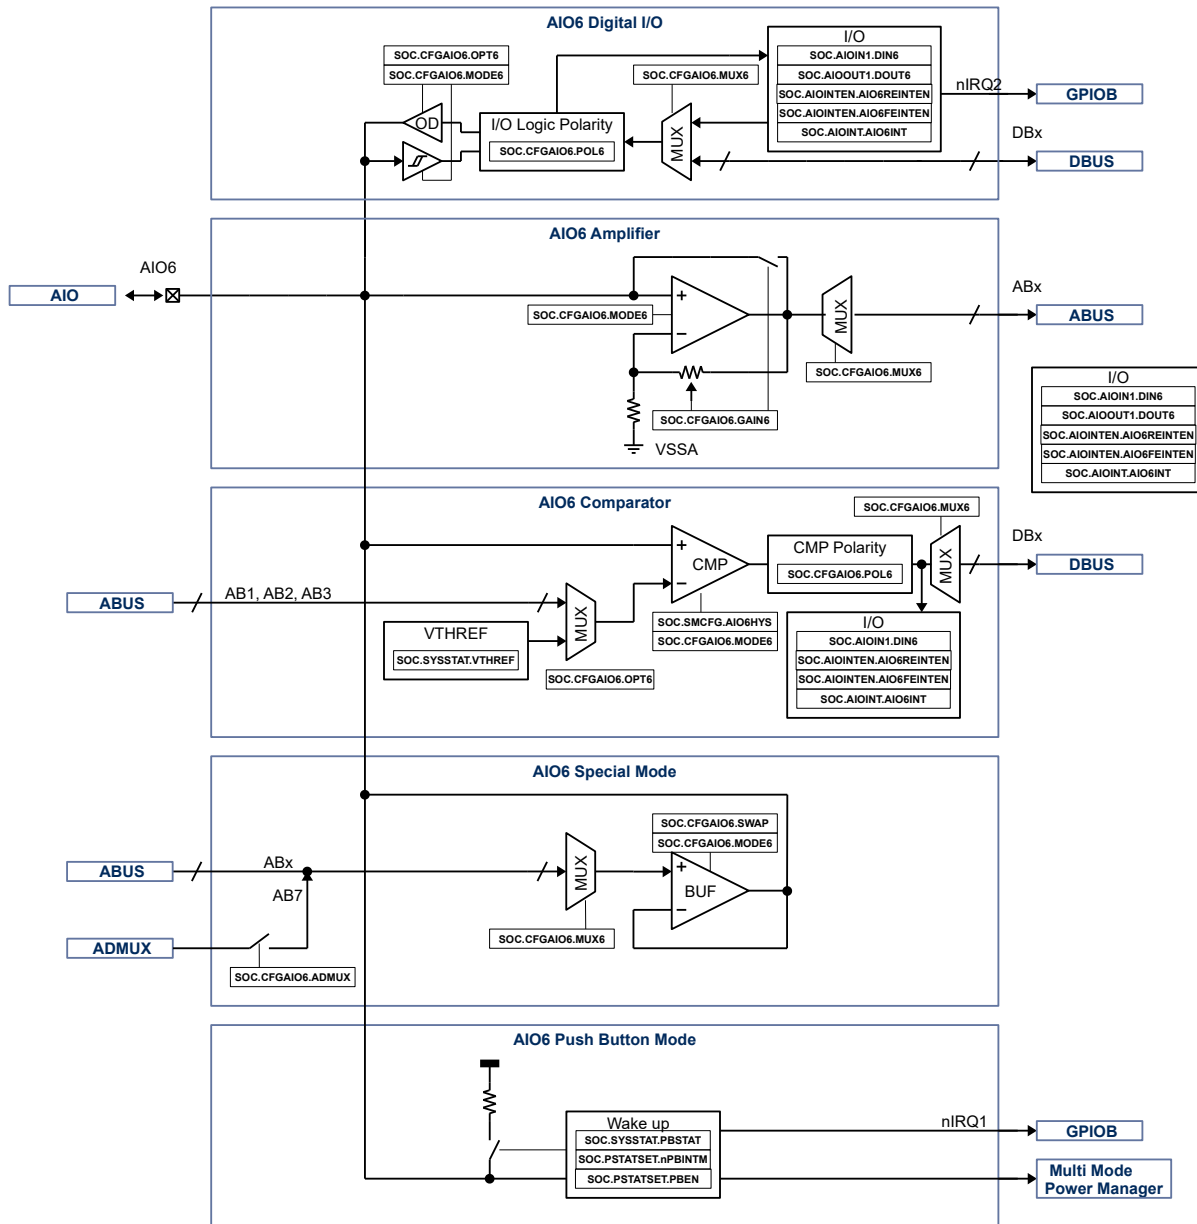 AIO6 Digital I/O
SOC.CFGAIO6.OPT6
SOC.CFGAIO6.MODE6
OD
I/O Logic Polarity
SOC.CFGAIO6.POL6
SOC.CFGAIO6.MUX6
MUX
I/O
SOC.AIOIN1.DIN6
SOC.AIOOUT1.DOUT6
SOC.AIOINTEN.AIO6REINTEN
SOC.AIOINTEN.AIO6FEINTEN
SOC.AIOINT.AIO6INT
nIRQ2
GPIOB
DBx
DBUS
AIO6 Amplifier
AIO
AIO6
SOC.CFGAIO6.MODE6
+
−
MUX
SOC.CFGAIO6.MUX6
SOC.CFGAIO6.GAIN6
VSSA
ABx
ABUS
I/O
SOC.AIOIN1.DIN6
SOC.AIOOUT1.DOUT6
SOC.AIOINTEN.AIO6REINTEN
SOC.AIOINTEN.AIO6FEINTEN
SOC.AIOINT.AIO6INT
AIO6 Comparator
ABUS
AB1, AB2, AB3
VTHREF
SOC.SYSSTAT.VTHREF
MUX
SOC.CFGAIO6.OPT6
+
−
CMP
SOC.SMCFG.AIO6HYS
SOC.CFGAIO6.MODE6
CMP Polarity
SOC.CFGAIO6.POL6
SOC.CFGAIO6.MUX6
MUX
DBx
DBUS
I/O
SOC.AIOIN1.DIN6
SOC.AIOINTEN.AIO6REINTEN
SOC.AIOINTEN.AIO6FEINTEN
SOC.AIOINT.AIO6INT
AIO6 Special Mode
ABUS
ABx
AB7
ADMUX
SOC.CFGAIO6.ADMUX
MUX
SOC.CFGAIO6.MUX6
SOC.CFGAIO6.SWAP
SOC.CFGAIO6.MODE6
+
−
BUF
AIO6 Push Button Mode
Wake up
SOC.SYSSTAT.PBSTAT
SOC.PSTATSET.nPBINTM
SOC.PSTATSET.PBEN
nIRQ1
GPIOB
Multi Mode
Power Manager